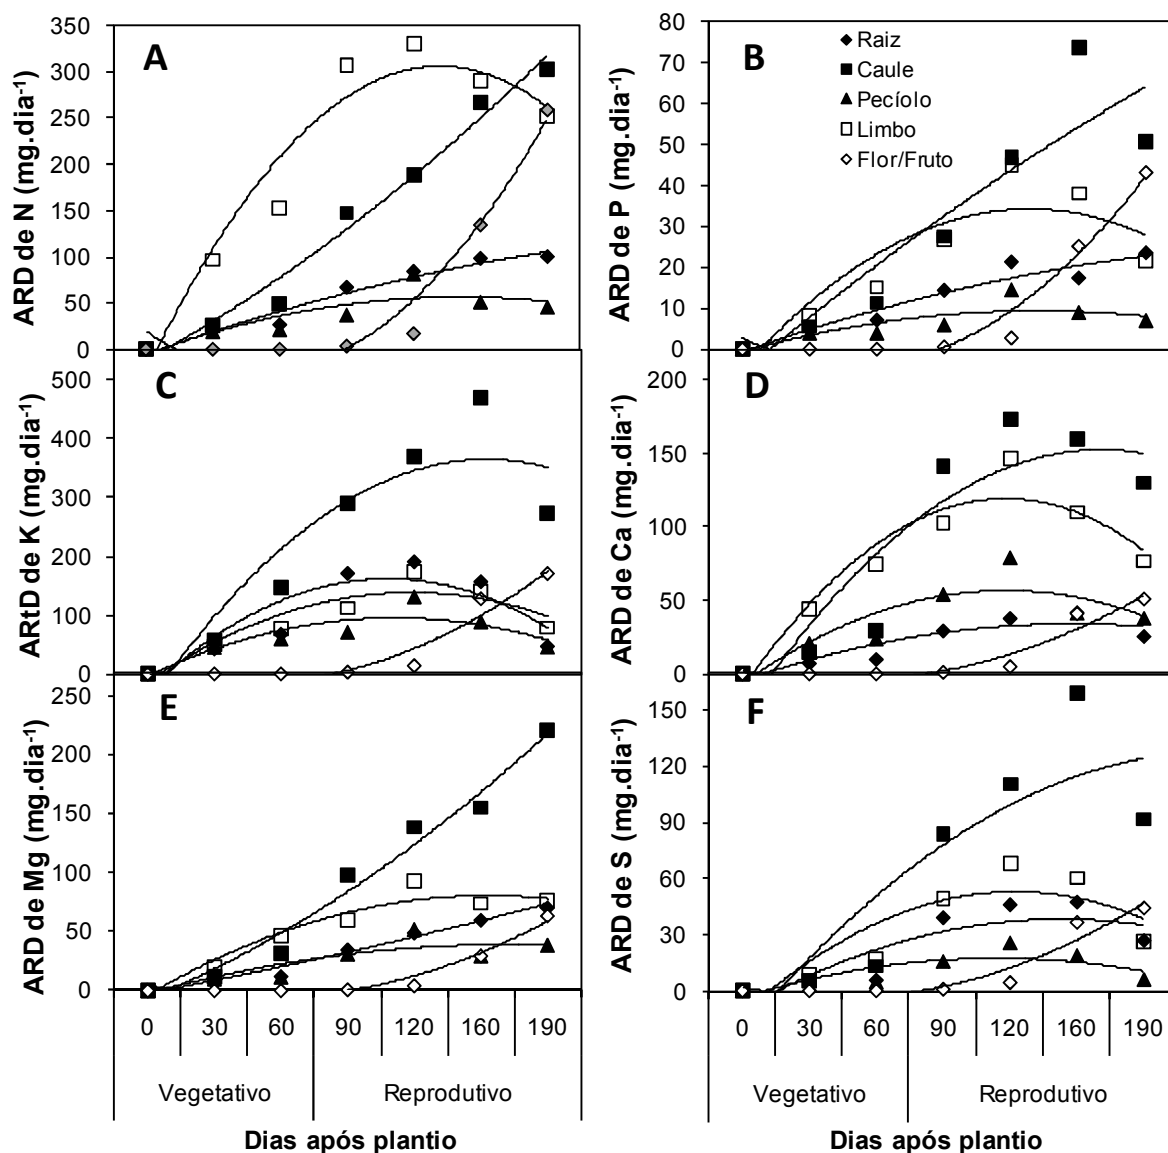 A
ARD de N (mg.dia-1)
350
300
250
200
150
100
50
0
B
ARD de P (mg.dia-1)
80
70
60
50
40
30
20
10
0
Raiz
Caule
Pecíolo
Limbo
Flor/Fruto
C
ARtD de K (mg.dia-1)
500
400
300
200
100
0
D
ARD de Ca (mg.dia-1)
200
150
100
50
0
E
ARD de Mg (mg.dia-1)
250
200
150
100
50
0
0 30 60 90 120 160 190
Vegetativo Reprodutivo
Dias após plantio
F
ARD de S (mg.dia-1)
150
120
90
60
30
0
0 30 60 90 120 160 190
Vegetativo Reprodutivo
Dias após plantio